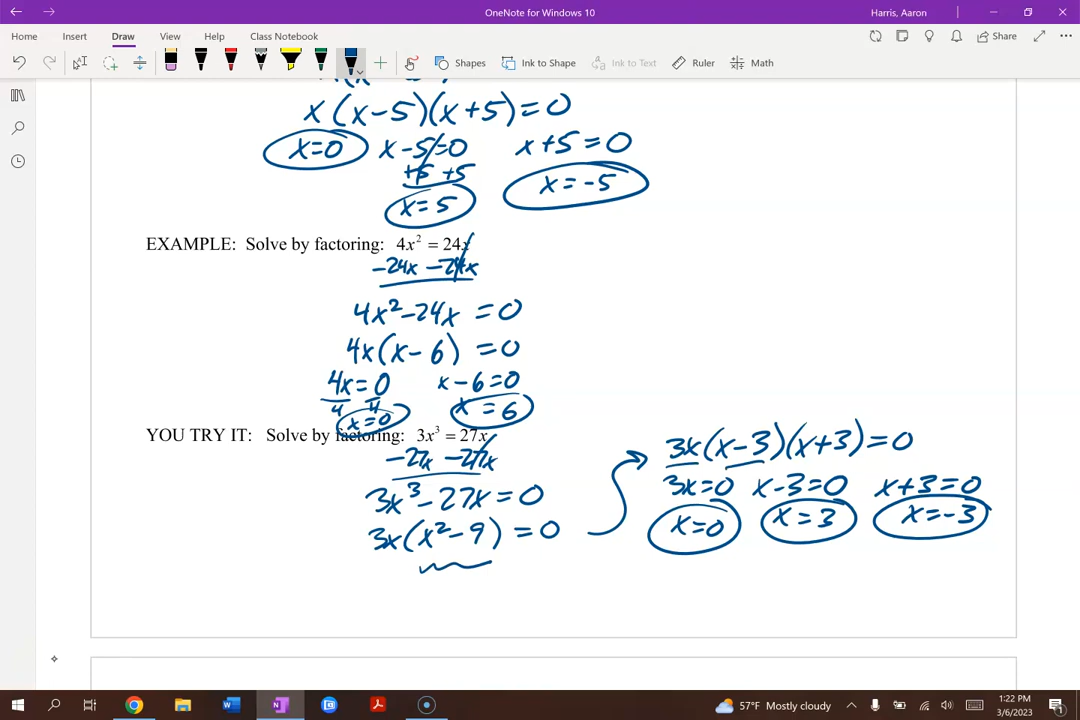 OneNote for Windows 10
Harris, Aaron
Home Insert Draw View Help Class Notebook
Share
Shapes Ink to Shape Ink to Text Ruler Math
x(x-5)(x+5)=0
x=0 x-5=0 x+5=0
+5 +5
x=5 x=-5
EXAMPLE: Solve by factoring: 4x² = 24x
-24x -24x
4x²-24x =0
4x(x-6) =0
4x=0 x-6=0
4 4
x=0 x=6
YOU TRY IT: Solve by factoring: 3x³ = 27x
-27x -27x
3x³-27x=0
3x(x²-9)=0
3x(x-3)(x+3)=0
3x=0 x-3=0 x+3=0
x=0 x=3 x=-3
57°F Mostly cloudy
1:22 PM
3/6/2023